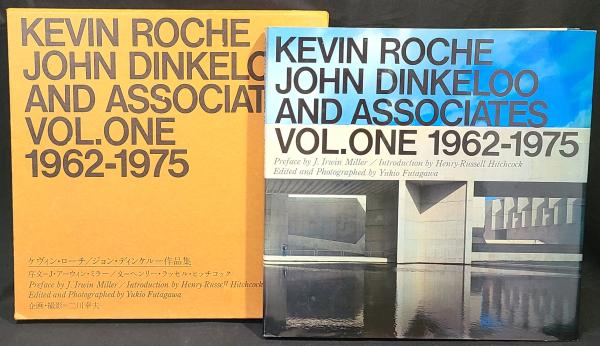 KEVIN ROCHE
JOHN DINKELO
AND ASSOCIAT
VOL.ONE
1962-1975
ケヴィン・ローチ/ジョン・ディンケルー作品集
序文=J・アーウィン・ミラー/文=ヘンリー・ラッセル・ヒッチコック
Preface by J. Irwin Miller / Introduction by Henry-Russell Hitchcock
Edited and Photographed by Yukio Futagawa
企画・撮影=二川幸夫
KEVIN ROCHE
JOHN DINKELOO
AND ASSOCIATES
VOL.ONE 1962-1975
Preface by J. Irwin Miller / Introduction by Henry-Russell Hitchcock
Edited and Photographed by Yukio Futagawa